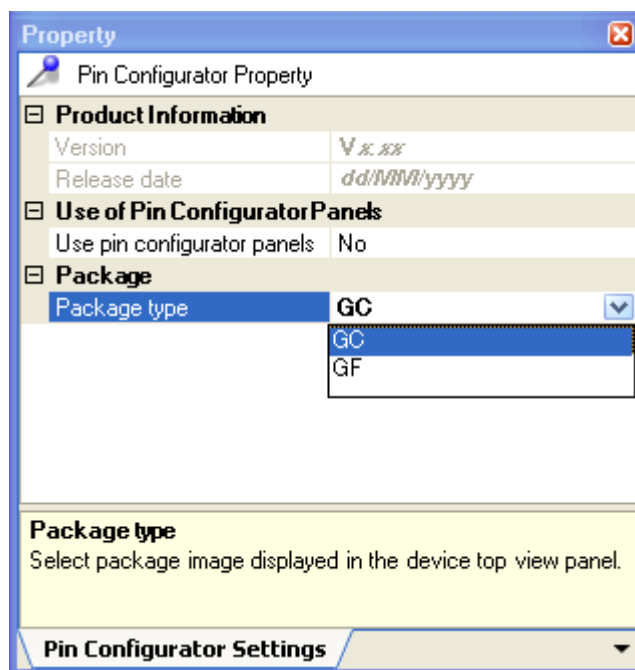 Property
Pin Configurator Property
Product Information
Version V x.xx
Release date dd/MM/yyyy
Use of Pin Configurator Panels
Use pin configurator panels No
Package
Package type GC
GC
GF
Package type
Select package image displayed in the device top view panel.
Pin Configurator Settings